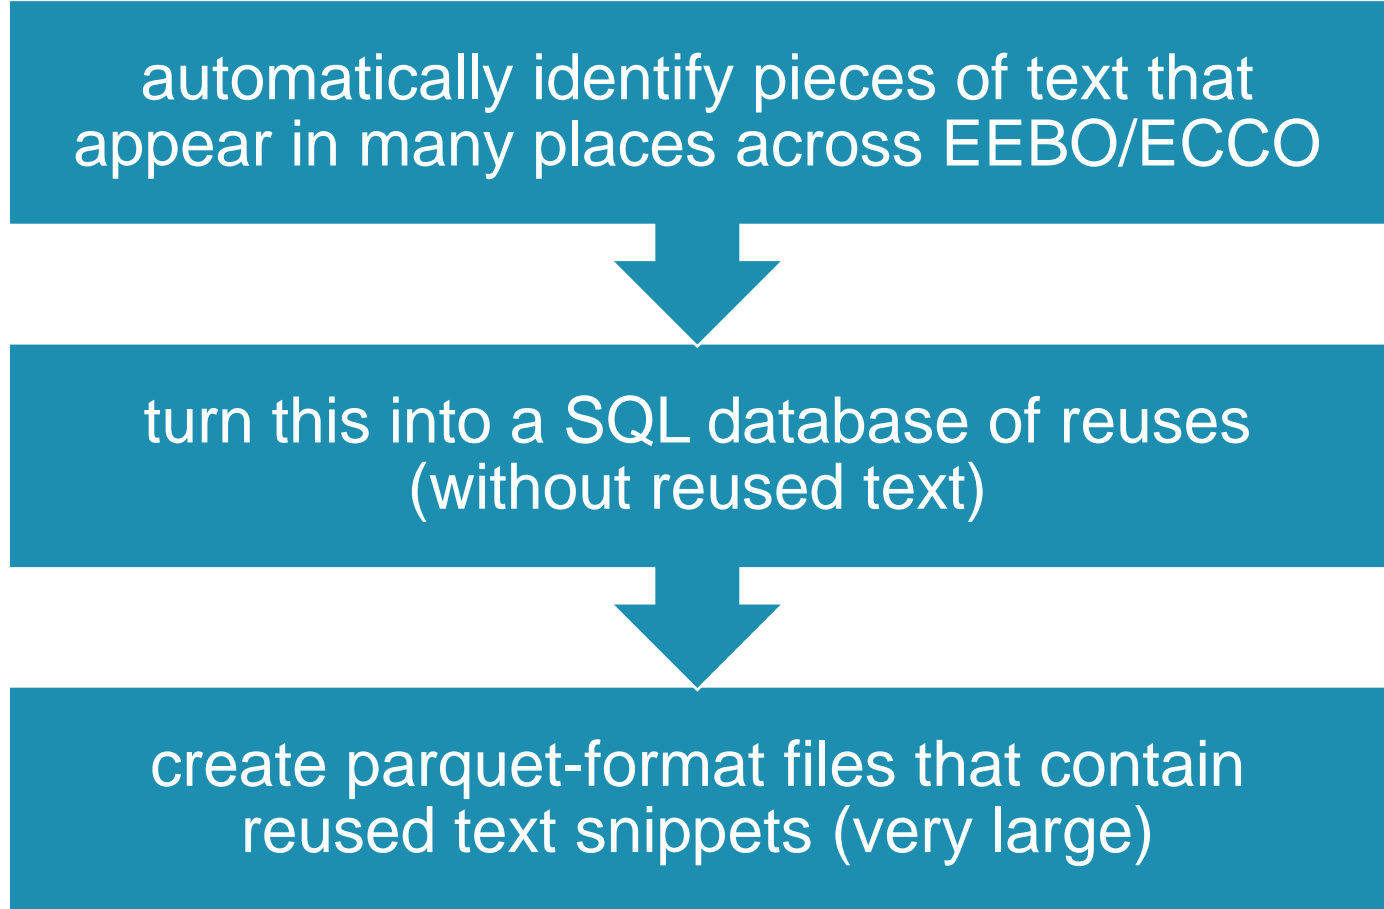 automatically identify pieces of text that
appear in many places across EEBO/ECCO
turn this into a SQL database of reuses
(without reused text)
create parquet-format files that contain
reused text snippets (very large)